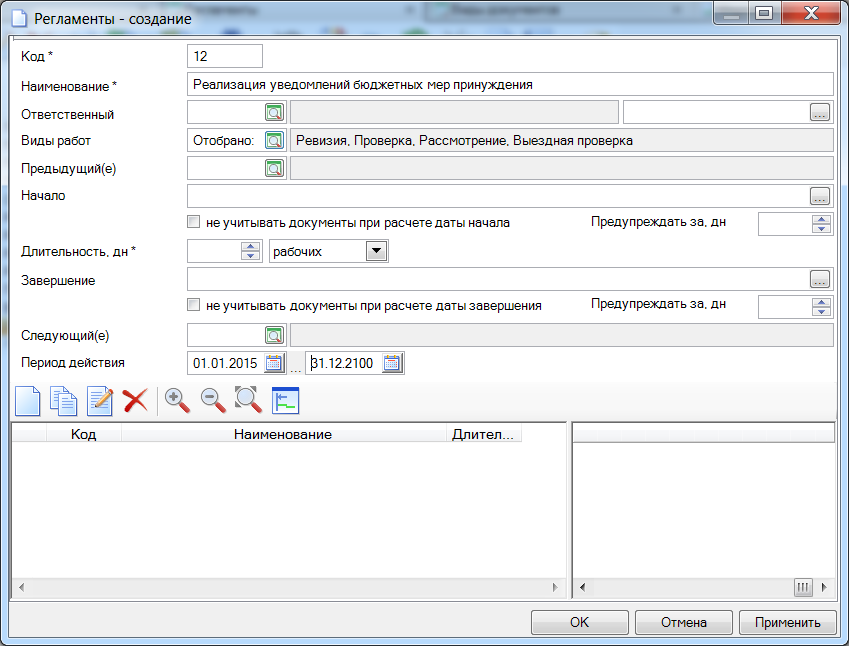 Регламенты - создание
Код * 12
Наименование * Реализация уведомлений бюджетных мер принуждения
Ответственный ...
Виды работ Отобрано: Ревизия, Проверка, Рассмотрение, Выездная проверка
Предыдущий(е)
Начало ...
не учитывать документы при расчете даты начала Предупреждать за, дн
Длительность, дн * рабочих
Завершение ...
не учитывать документы при расчете даты завершения Предупреждать за, дн
Следующий(е)
Период действия 01.01.2015 ... 31.12.2100
Код Наименование Длител...
OK Отмена Применить